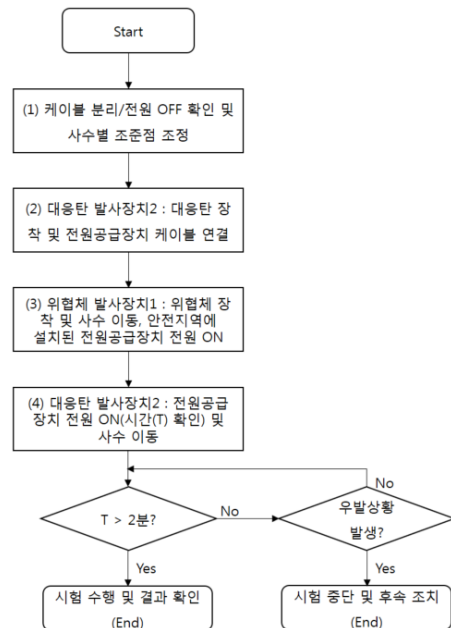 Start
(1) 케이블 분리/전원 OFF 확인 및
사수별 조준점 조정
(2) 대응탄 발사장치2 : 대응탄 장
착 및 전원공급장치 케이블 연결
(3) 위협체 발사장치1 : 위협체 장
착 및 사수 이동, 안전지역에
설치된 전원공급장치 전원 ON
(4) 대응탄 발사장치2 : 전원공급
장치 전원 ON(시간(T) 확인) 및
사수 이동
T > 2분?
No
우발상황
발생?
No
Yes
Yes
시험 수행 및 결과 확인
(End)
시험 중단 및 후속 조치
(End)